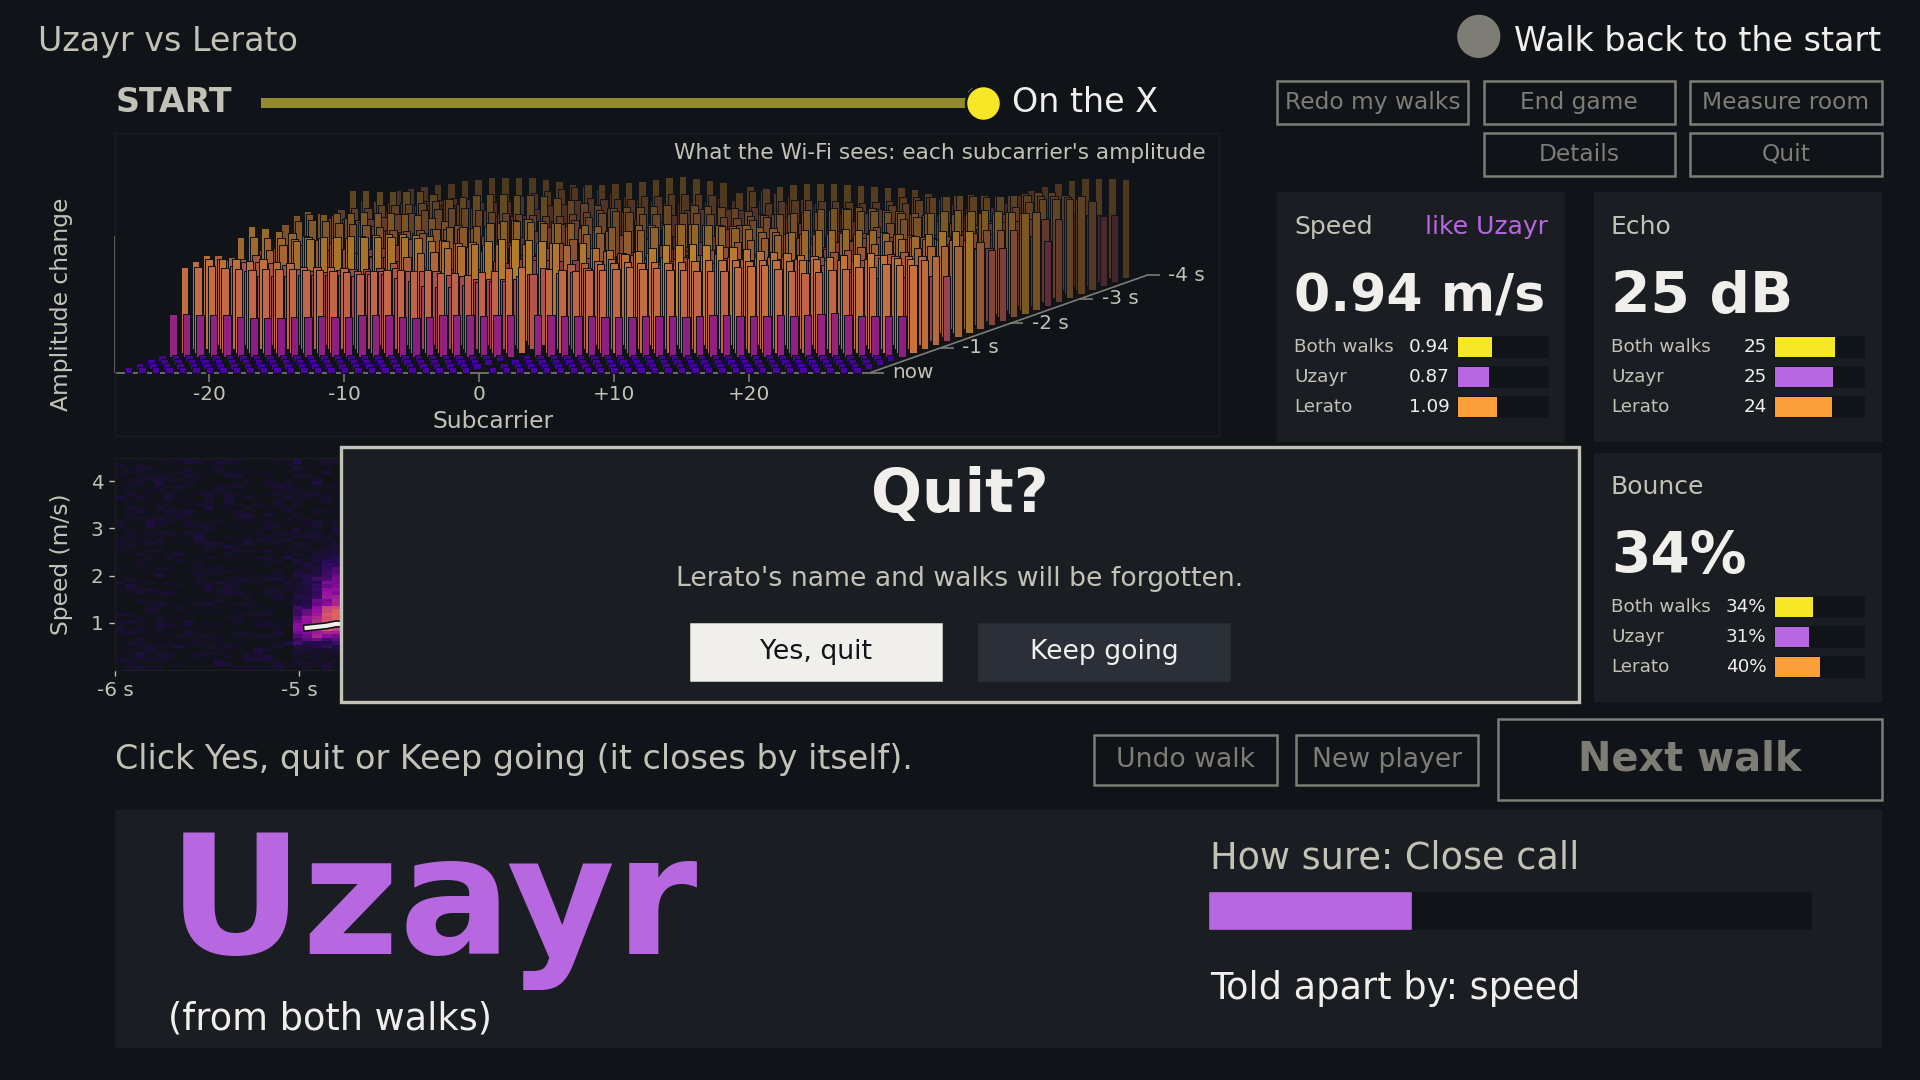 Uzayr vs Lerato
Walk back to the start
START
On the X
Redo my walks
End game
Measure room
Details
Quit
What the Wi-Fi sees: each subcarrier's amplitude
Amplitude change
-4 s
-3 s
-2 s
-1 s
now
-20
-10
0
+10
+20
Subcarrier
Speed
like Uzayr
0.94 m/s
Both walks 0.94
Uzayr 0.87
Lerato 1.09
Echo
25 dB
Both walks 25
Uzayr 25
Lerato 24
Speed (m/s)
4
3
2
1
-6 s
-5 s
Quit?
Lerato's name and walks will be forgotten.
Yes, quit
Keep going
Bounce
34%
Both walks 34%
Uzayr 31%
Lerato 40%
Click Yes, quit or Keep going (it closes by itself).
Undo walk
New player
Next walk
Uzayr
(from both walks)
How sure: Close call
Told apart by: speed